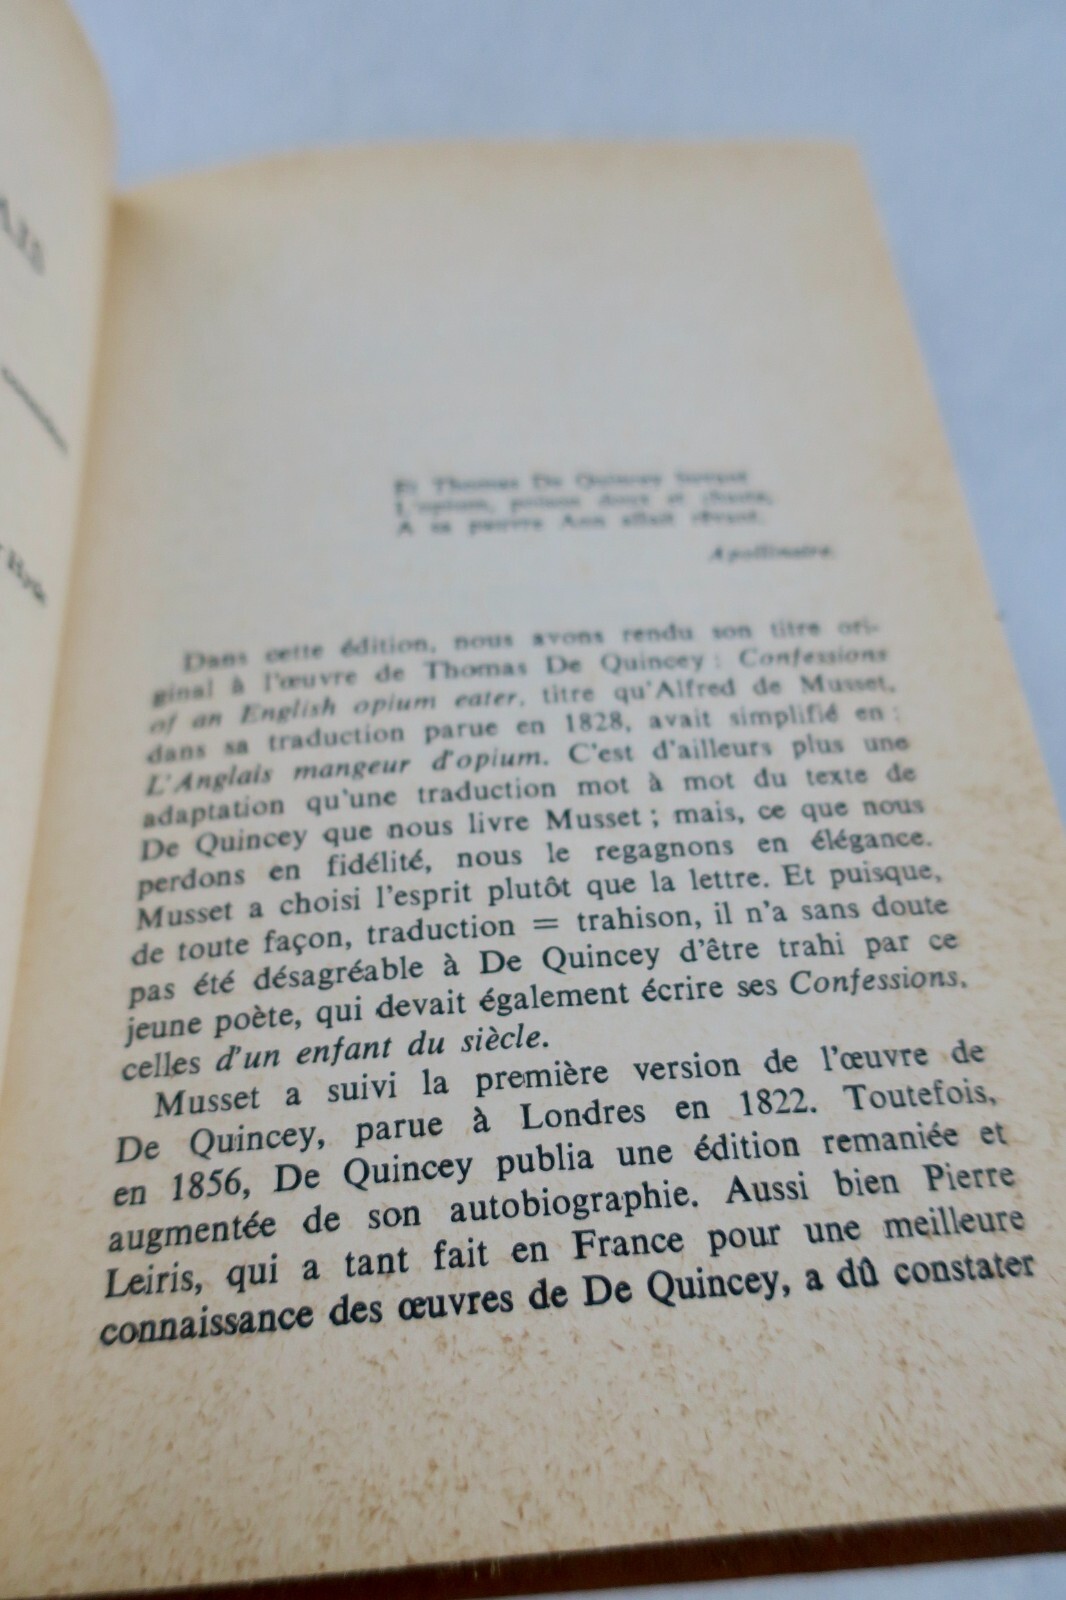 Et Thomas De Quincey buvant
L'opium, poison doux et chaste,
A sa pauvre Ann allait rêvant.
Apollinaire.
Dans cette édition, nous avons rendu son titre ori-
ginal à l'œuvre de Thomas De Quincey : Confessions
of an English opium eater, titre qu'Alfred de Musset,
dans sa traduction parue en 1828, avait simplifié en :
L'Anglais mangeur d'opium. C'est d'ailleurs plus une
adaptation qu'une traduction mot à mot du texte de
De Quincey que nous livre Musset ; mais, ce que nous
perdons en fidélité, nous le regagnons en élégance.
Musset a choisi l'esprit plutôt que la lettre. Et puisque,
de toute façon, traduction = trahison, il n'a sans doute
pas été désagréable à De Quincey d'être trahi par ce
jeune poète, qui devait également écrire ses Confessions,
celles d'un enfant du siècle.
Musset a suivi la première version de l'œuvre de
De Quincey, parue à Londres en 1822. Toutefois,
en 1856, De Quincey publia une édition remaniée et
augmentée de son autobiographie. Aussi bien Pierre
Leiris, qui a tant fait en France pour une meilleure
connaissance des œuvres de De Quincey, a dû constater